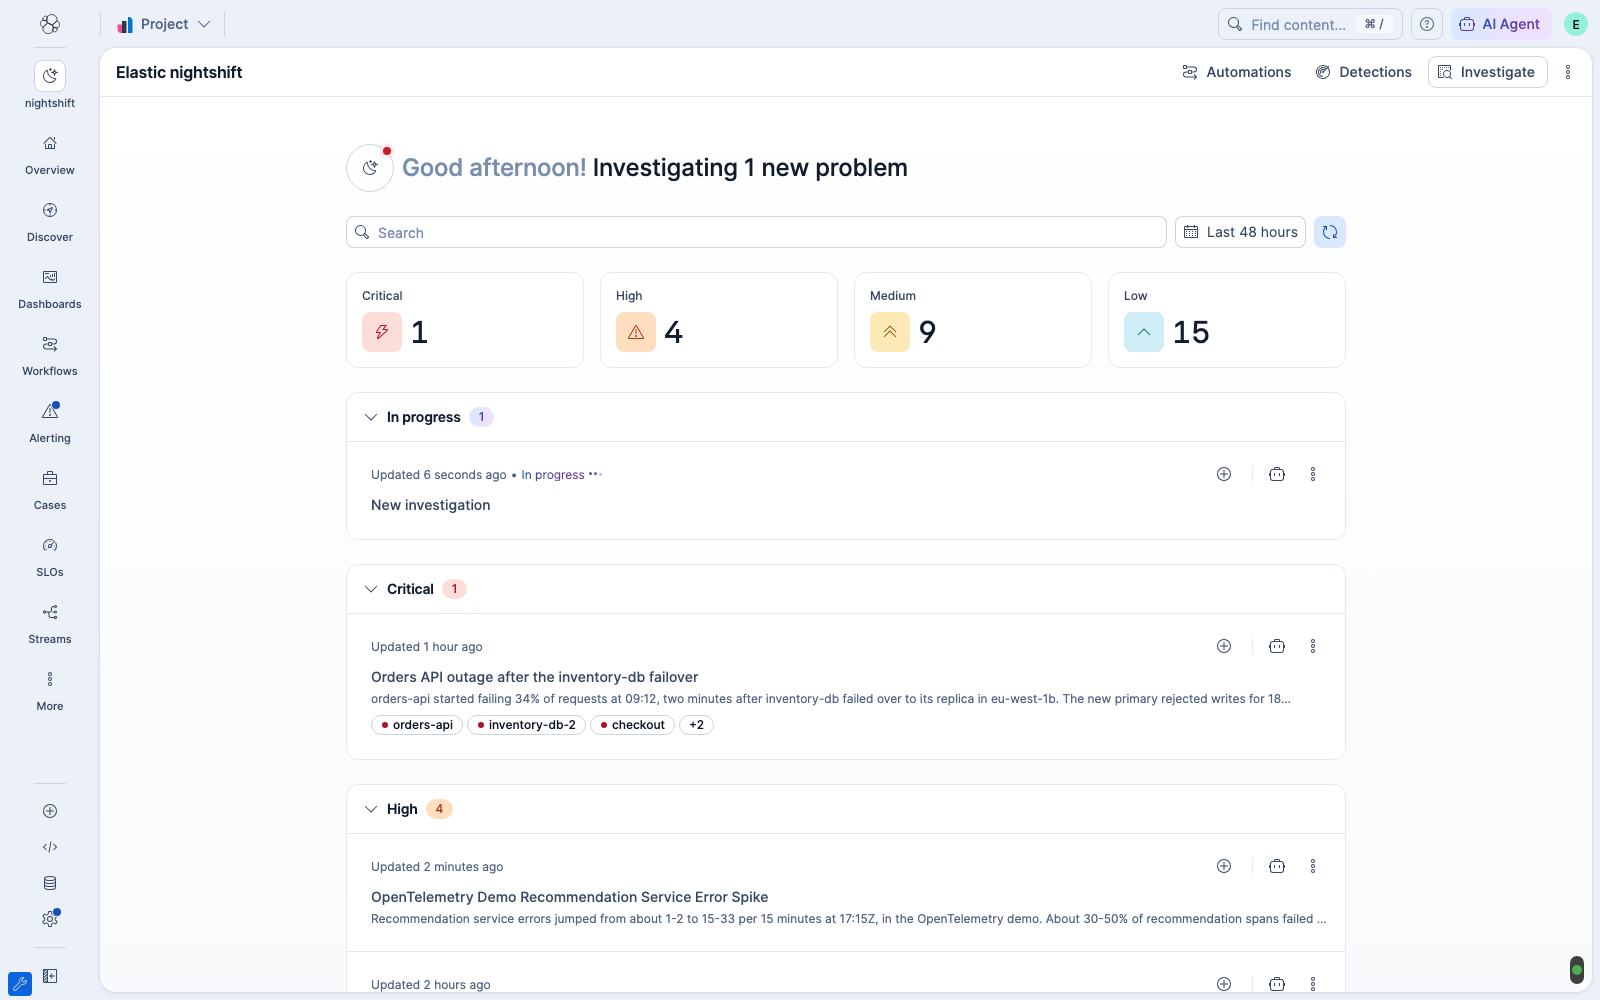 Project
Find content...
⌘ /
AI Agent
E
nightshift
Overview
Discover
Dashboards
Workflows
Alerting
Cases
SLOs
Streams
More
Elastic nightshift
Automations
Detections
Investigate
Good afternoon! Investigating 1 new problem
Search
Last 48 hours
Critical
1
High
4
Medium
9
Low
15
In progress 1
Updated 6 seconds ago • In progress
New investigation
Critical 1
Updated 1 hour ago
Orders API outage after the inventory-db failover
orders-api started failing 34% of requests at 09:12, two minutes after inventory-db failed over to its replica in eu-west-1b. The new primary rejected writes for 18...
orders-api
inventory-db-2
checkout
+2
High 4
Updated 2 minutes ago
OpenTelemetry Demo Recommendation Service Error Spike
Recommendation service errors jumped from about 1-2 to 15-33 per 15 minutes at 17:15Z, in the OpenTelemetry demo. About 30-50% of recommendation spans failed ...
Updated 2 hours ago